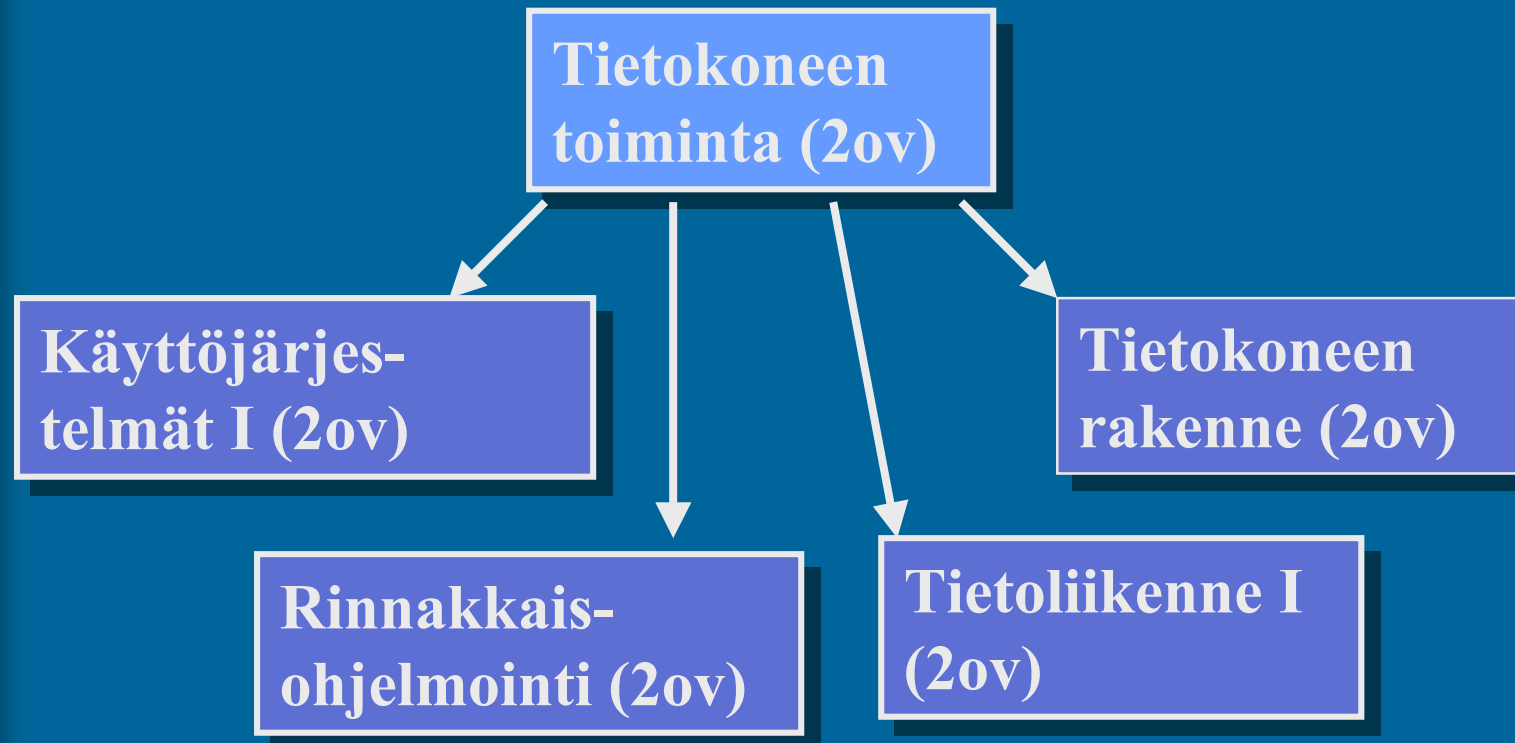 Tietokoneen
toiminta (2ov)
Käyttöjärjes-
telmät I (2ov)
Tietokoneen
rakenne (2ov)
Rinnakkais-
ohjelmointi (2ov)
Tietoliikenne I
(2ov)